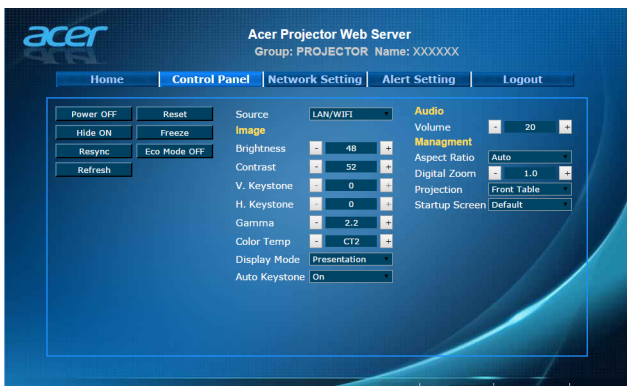 acer
Acer Projector Web Server
Group: PROJECTOR Name: XXXXXX
Home Control Panel Network Setting Alert Setting Logout
Power OFF Reset
Hide ON Freeze
Resync Eco Mode OFF
Refresh
Source LAN/WIFI
Image
Brightness - 48 +
Contrast - 52 +
V. Keystone - 0 +
H. Keystone - 0 +
Gamma - 2.2 +
Color Temp - CT2 +
Display Mode Presentation
Auto Keystone On
Audio
Volume - 20 +
Managment
Aspect Ratio Auto
Digital Zoom - 1.0 +
Projection Front Table
Startup Screen Default